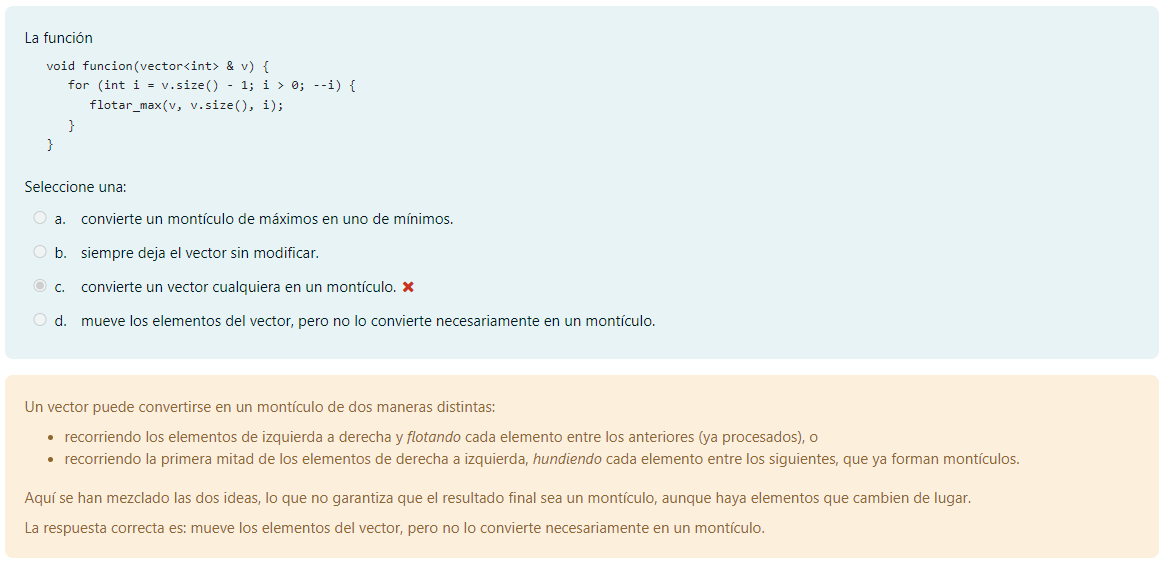 La función
void funcion(vector<int> & v) {
for (int i = v.size() - 1; i > 0; --i) {
flotar_max(v, v.size(), i);
}
}
Seleccione una:
a. convierte un montículo de máximos en uno de mínimos.
b. siempre deja el vector sin modificar.
c. convierte un vector cualquiera en un montículo.
d. mueve los elementos del vector, pero no lo convierte necesariamente en un montículo.
Un vector puede convertirse en un montículo de dos maneras distintas:
• recorriendo los elementos de izquierda a derecha y flotando cada elemento entre los anteriores (ya procesados), o
• recorriendo la primera mitad de los elementos de derecha a izquierda, hundiendo cada elemento entre los siguientes, que ya forman montículos.
Aquí se han mezclado las dos ideas, lo que no garantiza que el resultado final sea un montículo, aunque haya elementos que cambien de lugar.
La respuesta correcta es: mueve los elementos del vector, pero no lo convierte necesariamente en un montículo.